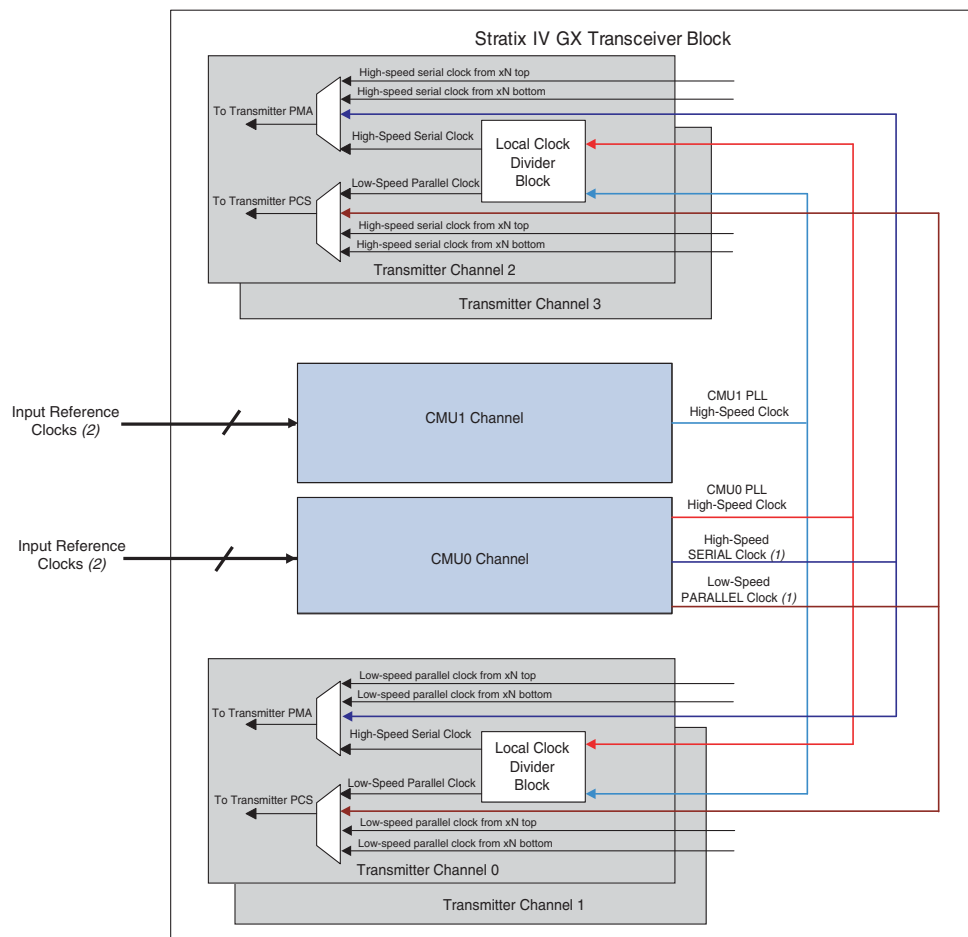 Stratix IV GX Transceiver Block
High-speed serial clock from xN top
High-speed serial clock from xN bottom
To Transmitter PMA
High-Speed Serial Clock
Local Clock
Divider
Block
Low-Speed Parallel Clock
To Transmitter PCS
High-speed serial clock from xN top
High-speed serial clock from xN bottom
Transmitter Channel 2
Transmitter Channel 3
Input Reference
Clocks (2)
CMU1 Channel
CMU1 PLL
High-Speed Clock
CMU0 PLL
High-Speed Clock
Input Reference
Clocks (2)
CMU0 Channel
High-Speed
SERIAL Clock (1)
Low-Speed
PARALLEL Clock (1)
Low-speed parallel clock from xN top
Low-speed parallel clock from xN bottom
To Transmitter PMA
High-Speed Serial Clock
Local Clock
Divider
Block
Low-Speed Parallel Clock
To Transmitter PCS
Low-speed parallel clock from xN top
Low-speed parallel clock from xN bottom
Transmitter Channel 0
Transmitter Channel 1